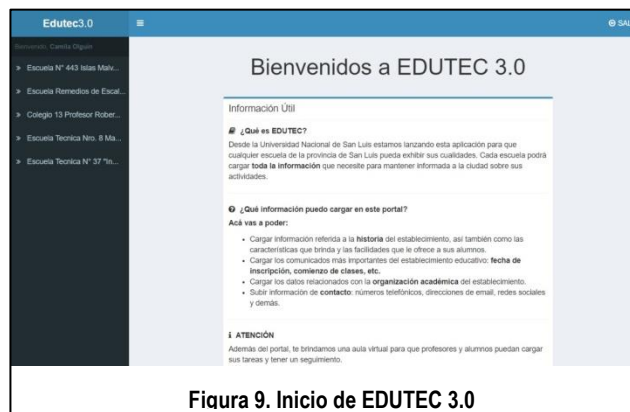 Edutec3.0
SAL
Bienvenido, Camila Olguin
» Escuela N° 443 Islas Malv...
» Escuela Remedios de Escal...
» Colegio 13 Profesor Rober...
» Escuela Tecnica Nro. 8 Ma...
» Escuela Tecnica N° 37 "In...
Bienvenidos a EDUTEC 3.0
Información Útil
¿Qué es EDUTEC?
Desde la Universidad Nacional de San Luis estamos lanzando esta aplicación para que
cualquier escuela de la provincia de San Luis pueda exhibir sus cualidades. Cada escuela podrá
cargar toda la información que necesite para mantener informada a la ciudad sobre sus
actividades.
¿Qué información puedo cargar en este portal?
Acá vas a poder:
• Cargar información referida a la historia del establecimiento, así también como las
características que brinda y las facilidades que le ofrece a sus alumnos.
• Cargar los comunicados más importantes del establecimiento educativo: fecha de
inscripción, comienzo de clases, etc.
• Cargar los datos relacionados con la organización académica del establecimiento.
• Subir información de contacto: números telefónicos, direcciones de email, redes sociales
y demás.
i ATENCIÓN
Además del portal, te brindamos una aula virtual para que profesores y alumnos puedan cargar
sus tareas y tener un seguimiento.
Figura 9. Inicio de EDUTEC 3.0